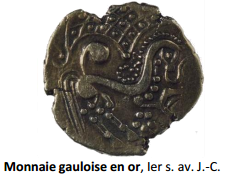 Monnaie gauloise en or, Ier s. av. J.-C.